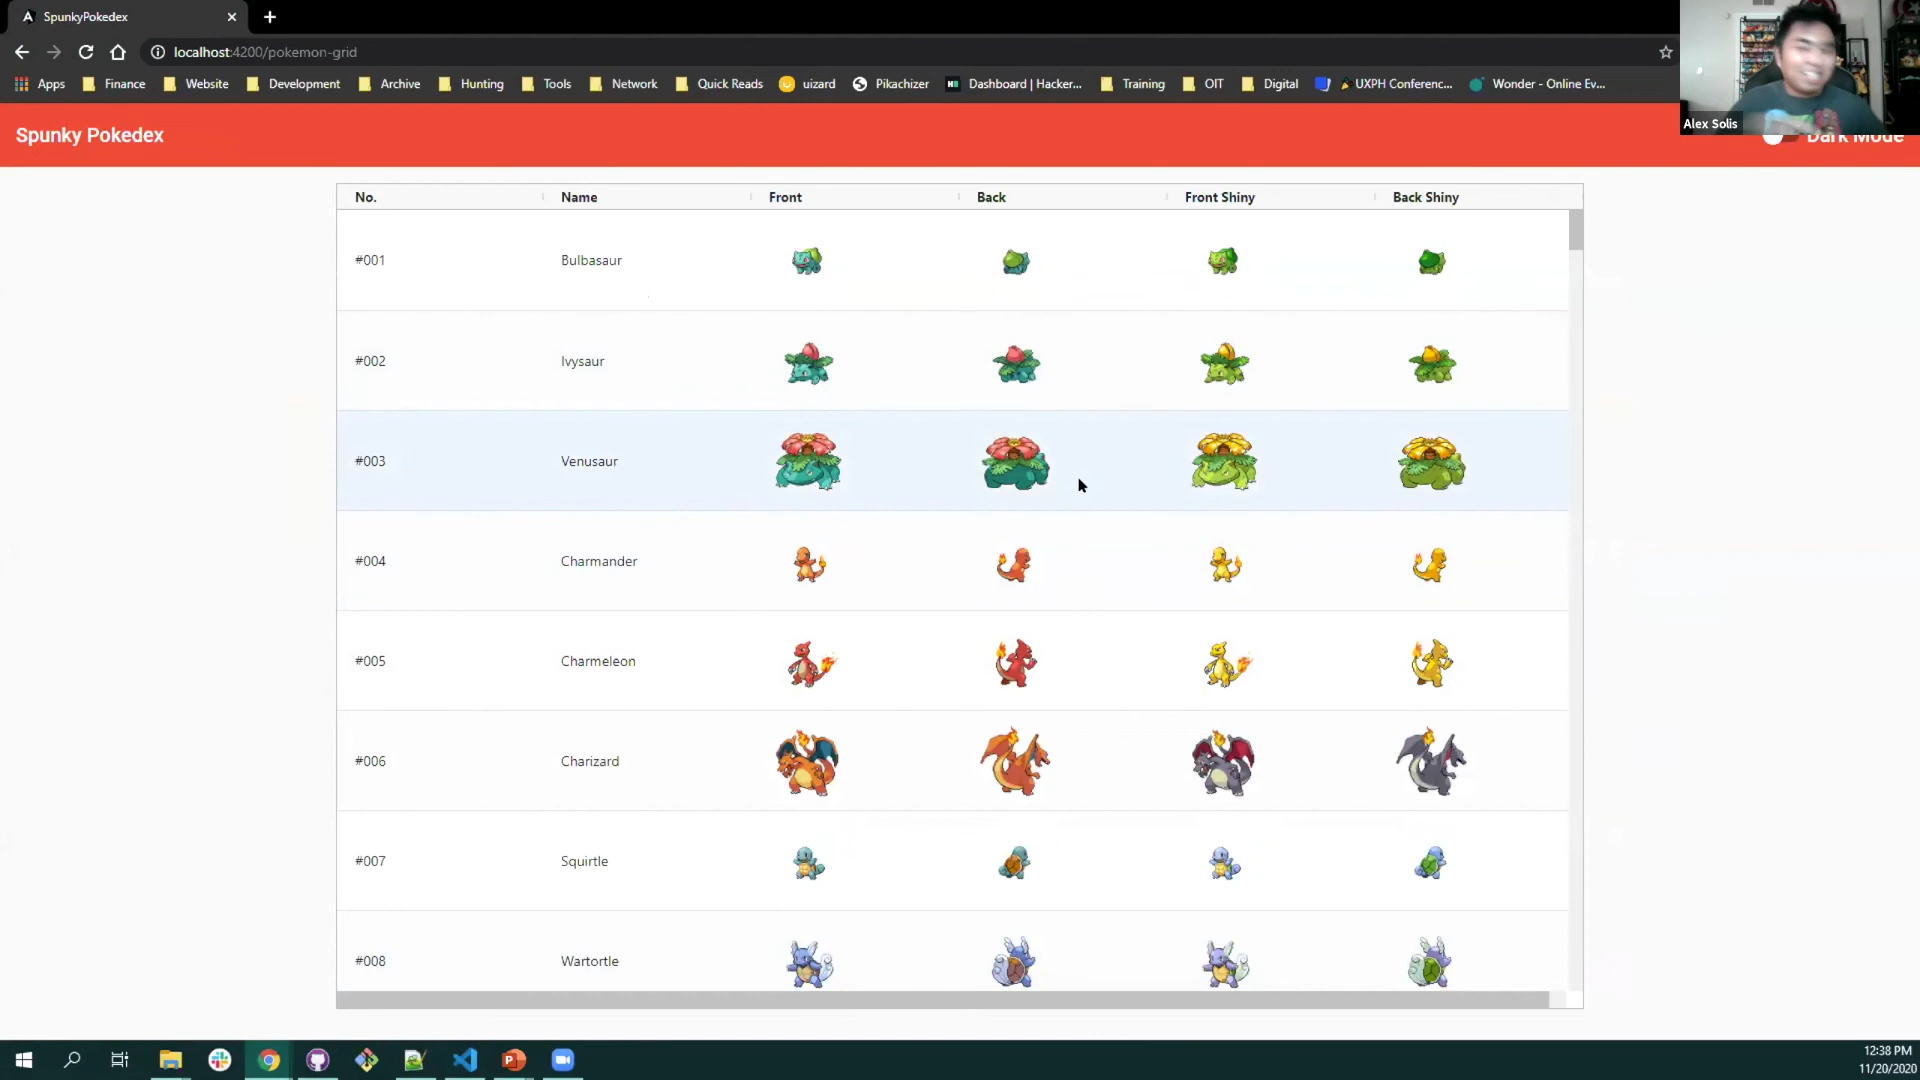 SpunkyPokedex
localhost:4200/pokemon-grid
Apps Finance Website Development Archive Hunting Tools Network Quick Reads uizard Pikachizer Dashboard | Hacker... Training OIT Digital UXPH Conferenc... Wonder - Online Ev...
Alex Solis
Spunky Pokedex Dark Mode
No. Name Front Back Front Shiny Back Shiny
#001 Bulbasaur
#002 Ivysaur
#003 Venusaur
#004 Charmander
#005 Charmeleon
#006 Charizard
#007 Squirtle
#008 Wartortle
12:38 PM
11/20/2020